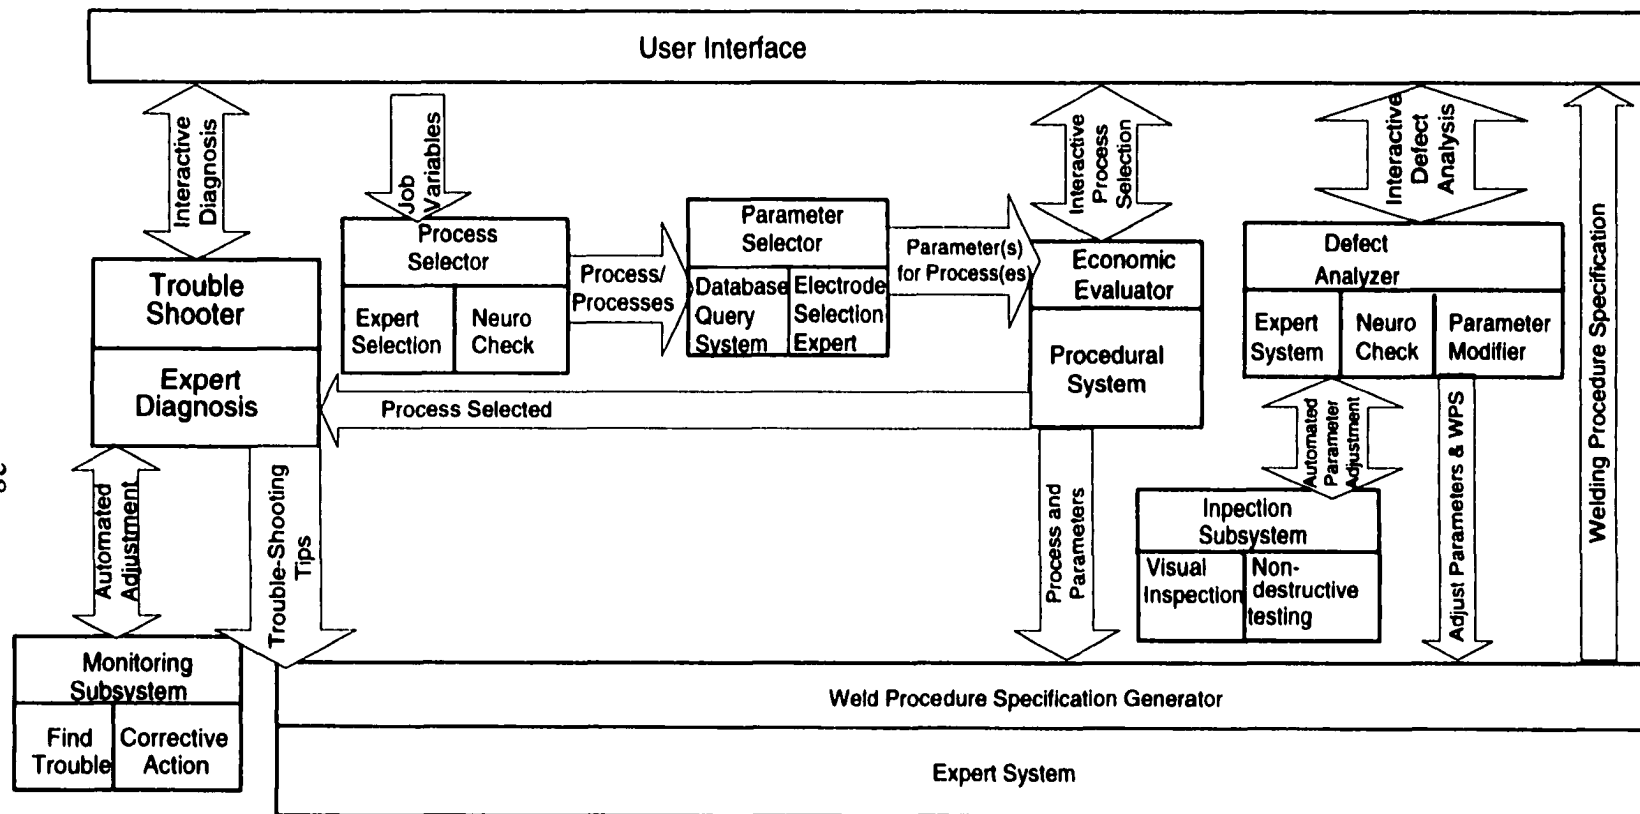 User Interface
Interactive
Diagnosis
Job
Variables
Interactive
Process
Selection
Interactive
Defect
Analysis
Welding Procedure Specification
Process
Selector
Expert
Selection
Neuro
Check
Process/
Processes
Parameter
Selector
Database
Query
System
Electrode
Selection
Expert
Parameter(s)
for Process(es)
Economic
Evaluator
Procedural
System
Defect
Analyzer
Expert
System
Neuro
Check
Parameter
Modifier
Trouble
Shooter
Expert
Diagnosis
Process Selected
Automated
Adjustment
Trouble-Shooting
Tips
Process and
Parameters
Automated
Parameter
Adjustment
Adjust Parameters & WPS
Inpection
Subsystem
Visual
Inspection
Non-
destructive
testing
Monitoring
Subsystem
Find
Trouble
Corrective
Action
Weld Procedure Specification Generator
Expert System